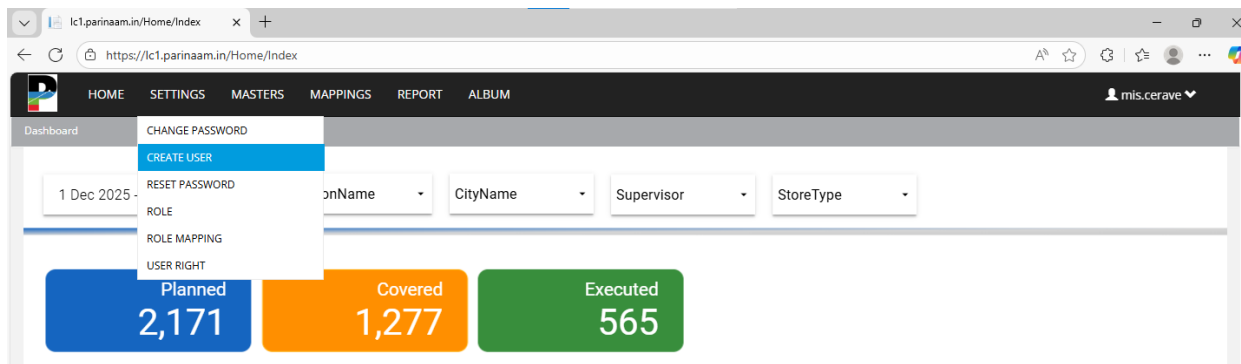 lc1.parinaam.in/Home/Index
https://lc1.parinaam.in/Home/Index
HOME SETTINGS MASTERS MAPPINGS REPORT ALBUM mis.cerave
Dashboard
CHANGE PASSWORD
CREATE USER
RESET PASSWORD
ROLE
ROLE MAPPING
USER RIGHT
1 Dec 2025 - onName CityName Supervisor StoreType
Planned Covered Executed
2,171 1,277 565